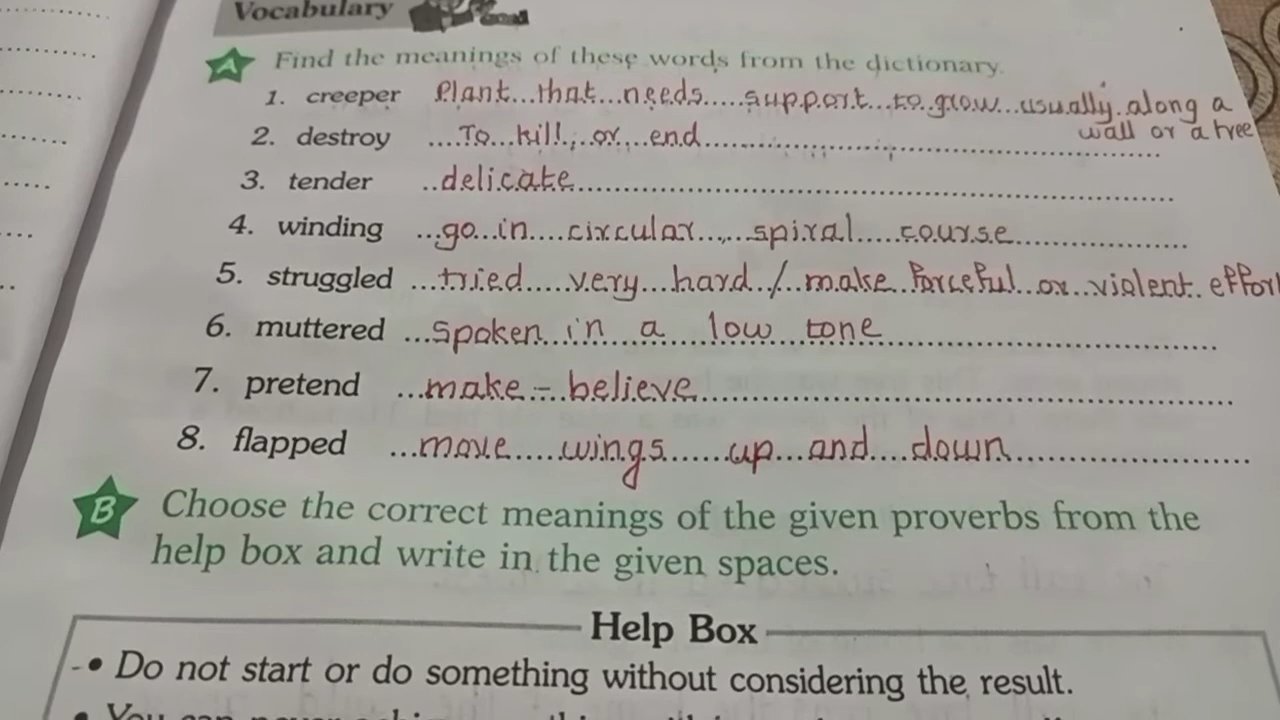 Vocabulary
A Find the meanings of these words from the dictionary.
1. creeper Plant that needs support to grow usually along a
wall or a tree
2. destroy To kill, or end
3. tender delicate
4. winding go in circular, spiral course
5. struggled tried very hard / make forceful or violent effort
6. muttered spoken in a low tone
7. pretend make-believe
8. flapped move wings up and down
B Choose the correct meanings of the given proverbs from the
help box and write in the given spaces.
Help Box
• Do not start or do something without considering the result.
• You can never